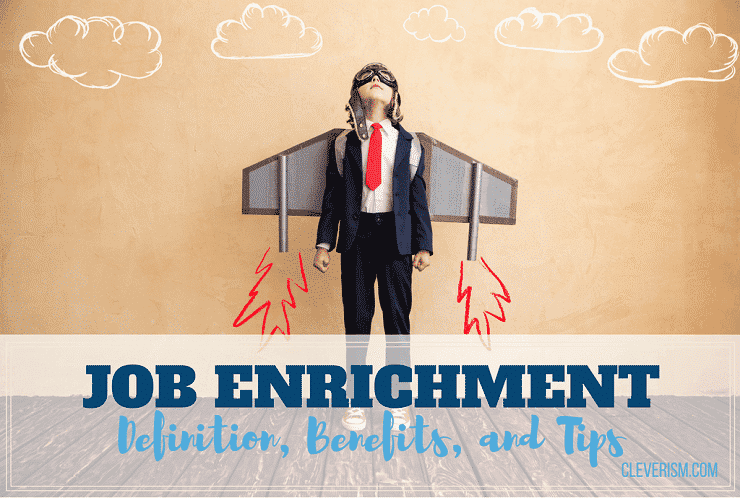 JOB ENRICHMENT
Definition, Benefits, and Tips
CLEVERISM.COM